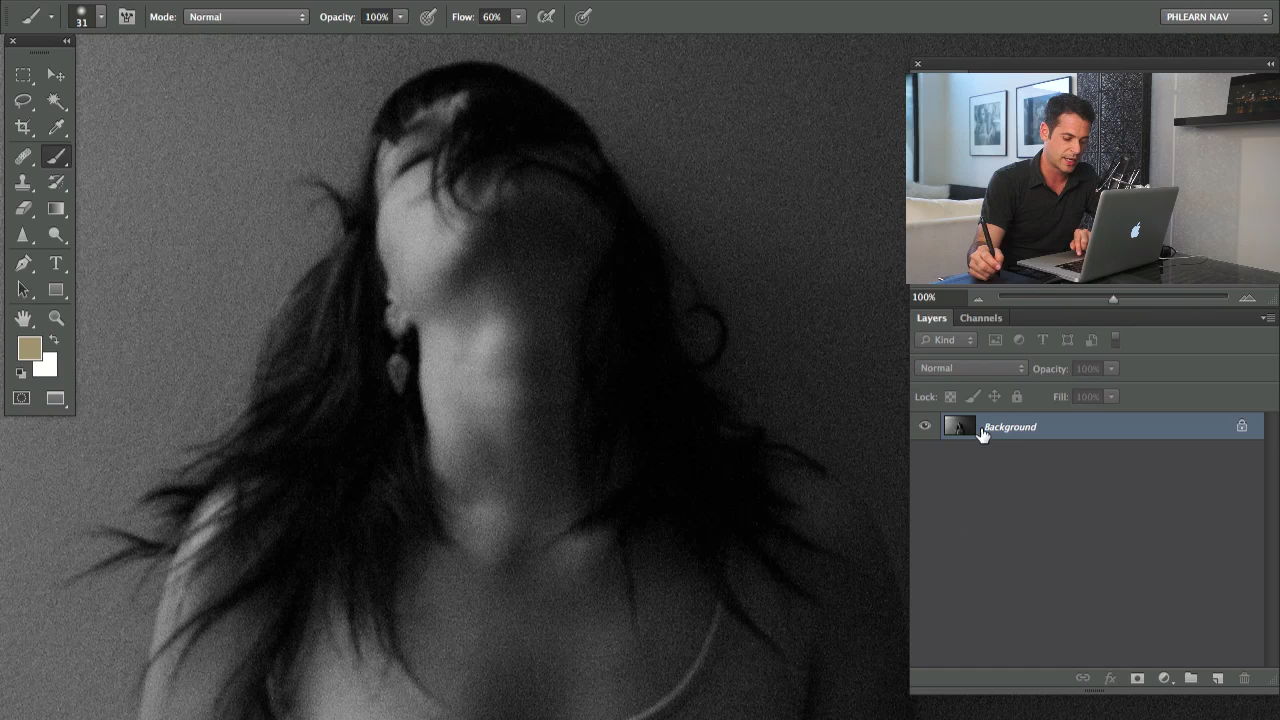 31
Mode: Normal
Opacity: 100%
Flow: 60%
PHLEARN NAV
T
100%
Layers Channels
Kind
T
Normal
Opacity: 100%
Lock:
Fill: 100%
Background
fx